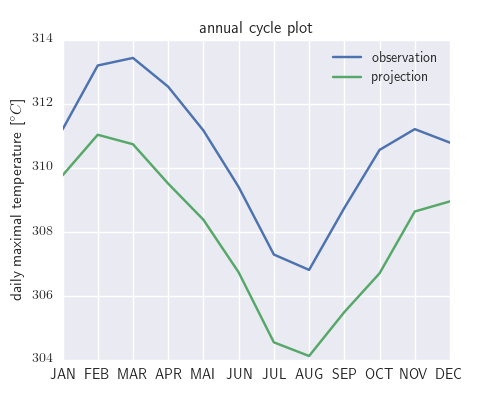 annual cycle plot
314
312
310
308
306
304
daily maximal temperature [°C]
observation
projection
JAN FEB MAR APR MAI JUN JUL AUG SEP OCT NOV DEC